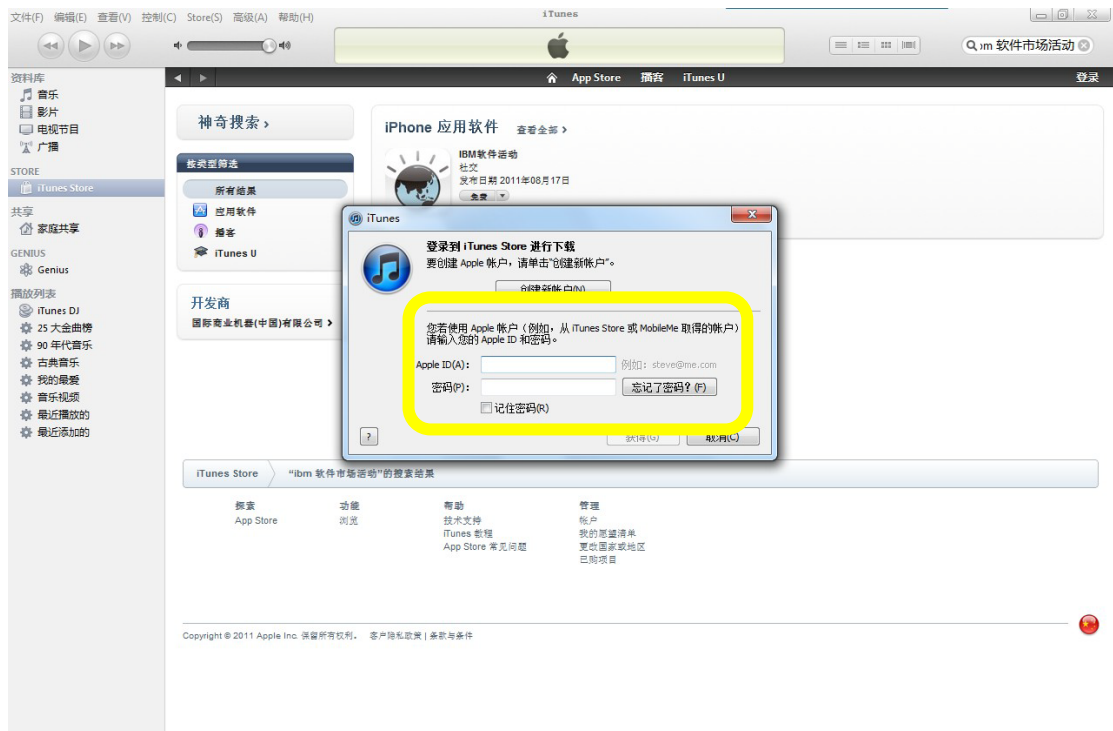 iTunes
文件(F) 编辑(E) 查看(V) 控制(C) Store(S) 高级(A) 帮助(H)
软件市场活动
App Store 播客 iTunes U 登录
资料库
音乐
影片
电视节目
广播
STORE
iTunes Store
共享
家庭共享
GENIUS
Genius
播放列表
iTunes DJ
25 大金曲榜
90 年代音乐
古典音乐
我的最爱
音乐视频
最近播放的
最近添加的
神奇搜索 ›
按类型筛选
所有结果
应用软件
播客
iTunes U
开发商
国际商业机器(中国)有限公司 ›
iPhone 应用软件 查看全部 ›
IBM软件活动
社交
发布日期 2011年08月17日
免费
iTunes
登录到 iTunes Store 进行下载
要创建 Apple 帐户，请单击“创建新帐户”。
创建新帐户(N)
您若使用 Apple 帐户（例如，从 iTunes Store 或 MobileMe 取得的帐户）
请输入您的 Apple ID 和密码。
Apple ID(A): 例如: steve@me.com
密码(P): 忘记了密码? (F)
记住密码(R)
? 获得(G) 取消(C)
iTunes Store “ibm 软件市场活动”的搜索结果
探索 功能 帮助 管理
App Store 浏览 技术支持 帐户
iTunes 教程 我的愿望清单
App Store 常见问题 更改国家或地区
已购项目
Copyright © 2011 Apple Inc. 保留所有权利。 客户隐私政策 | 条款与条件